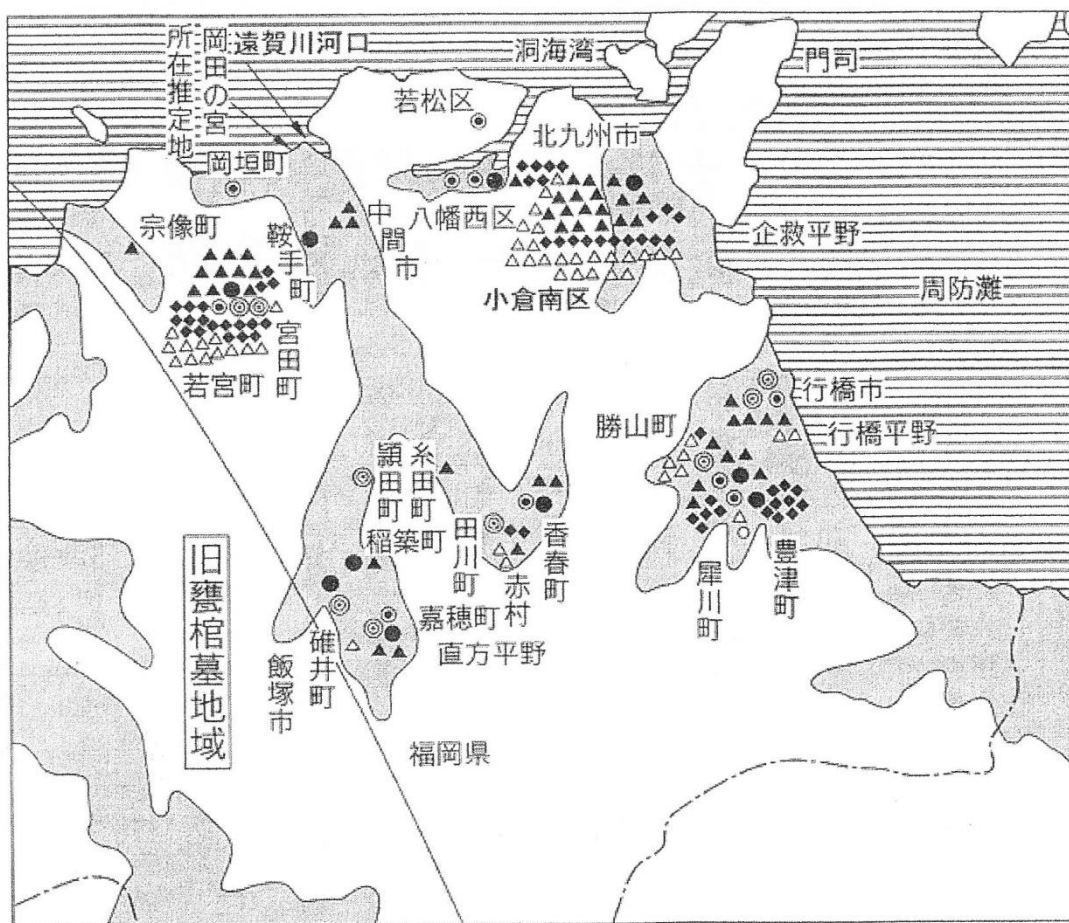 岡田の宮
所在推定地
遠賀川河口
洞海湾
門司
若松区
北九州市
岡垣町
八幡西区
中間市
鞍手町
宗像町
企救平野
小倉南区
周防灘
宮田町
若宮町
行橋市
勝山町
行橋平野
糸田町
頴田町
稲築町
田川町
香春町
赤村
豊津町
犀川町
嘉穂町
直方平野
碓井町
飯塚市
旧甕棺墓地域
福岡県